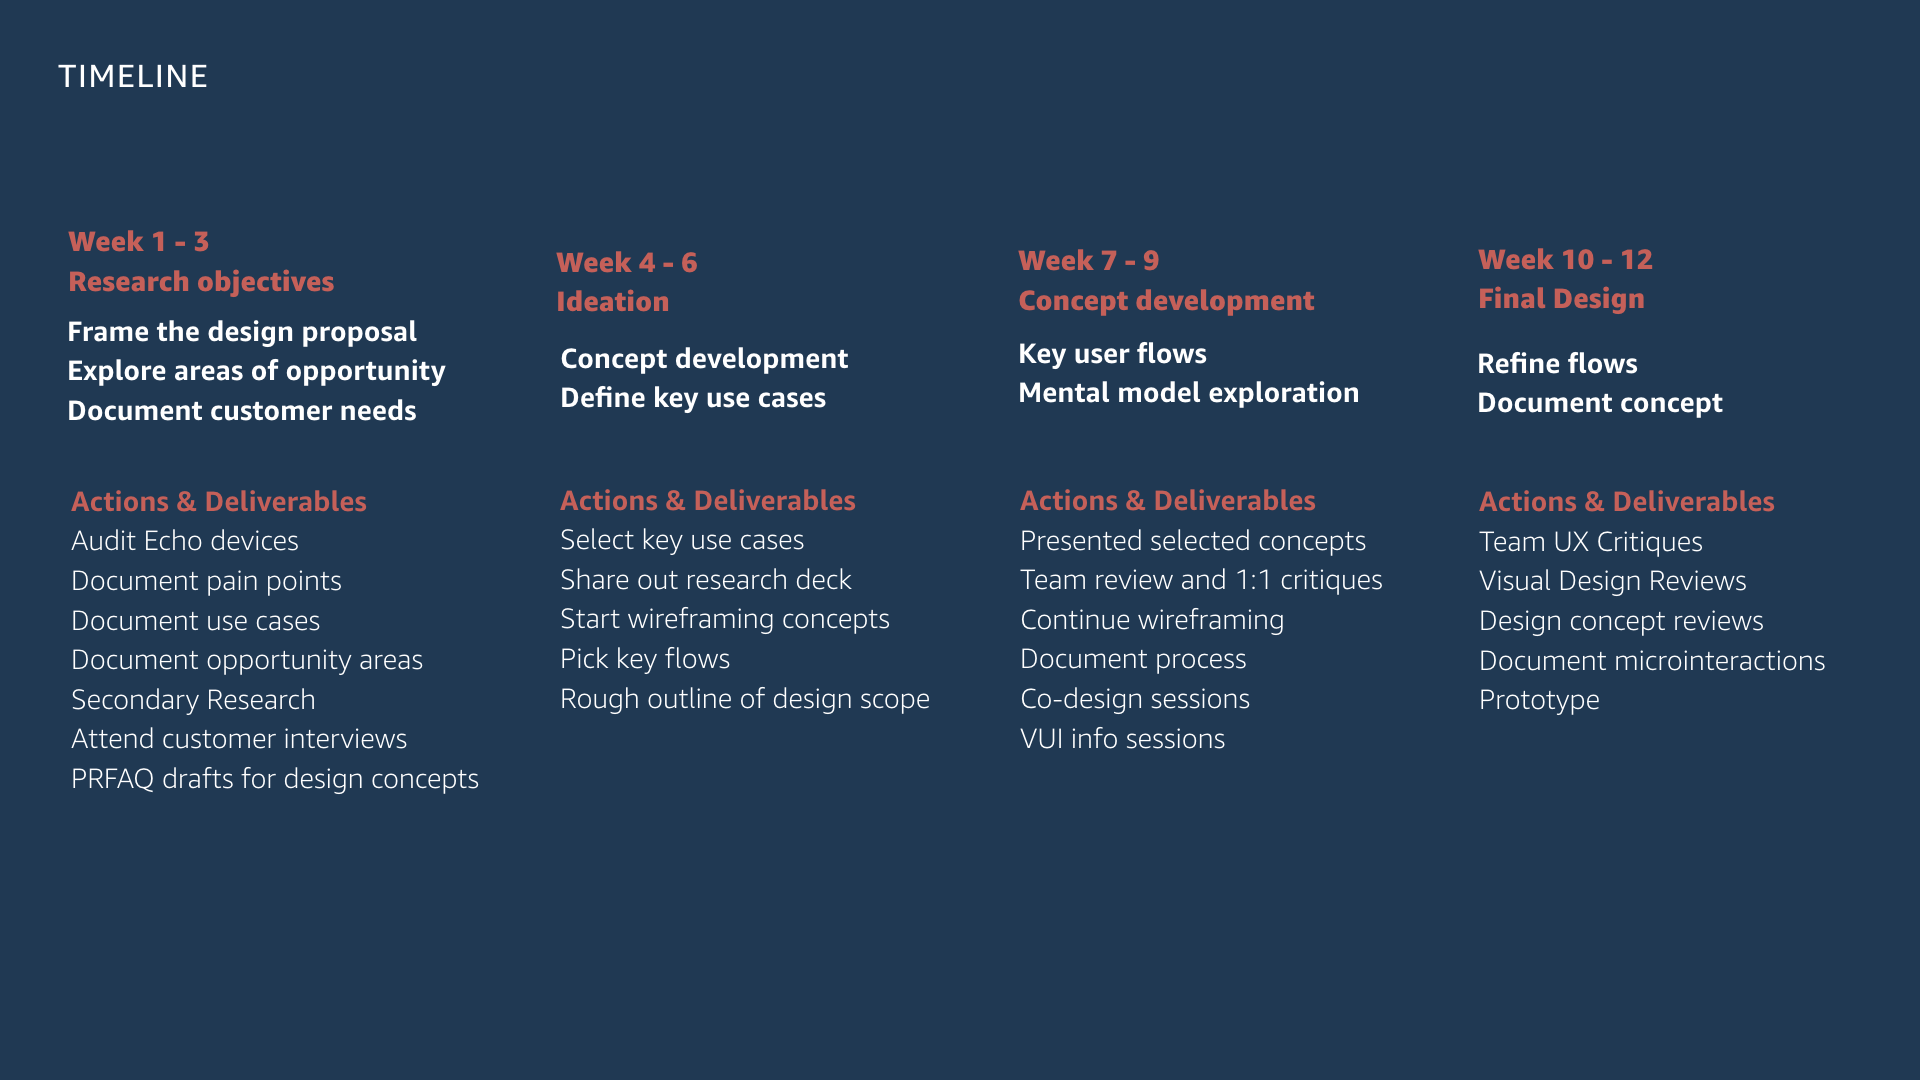 TIMELINE
Week 1 - 3
Research objectives
Frame the design proposal
Explore areas of opportunity
Document customer needs
Actions & Deliverables
Audit Echo devices
Document pain points
Document use cases
Document opportunity areas
Secondary Research
Attend customer interviews
PRFAQ drafts for design concepts
Week 4 - 6
Ideation
Concept development
Define key use cases
Actions & Deliverables
Select key use cases
Share out research deck
Start wireframing concepts
Pick key flows
Rough outline of design scope
Week 7 - 9
Concept development
Key user flows
Mental model exploration
Actions & Deliverables
Presented selected concepts
Team review and 1:1 critiques
Continue wireframing
Document process
Co-design sessions
VUI info sessions
Week 10 - 12
Final Design
Refine flows
Document concept
Actions & Deliverables
Team UX Critiques
Visual Design Reviews
Design concept reviews
Document microinteractions
Prototype